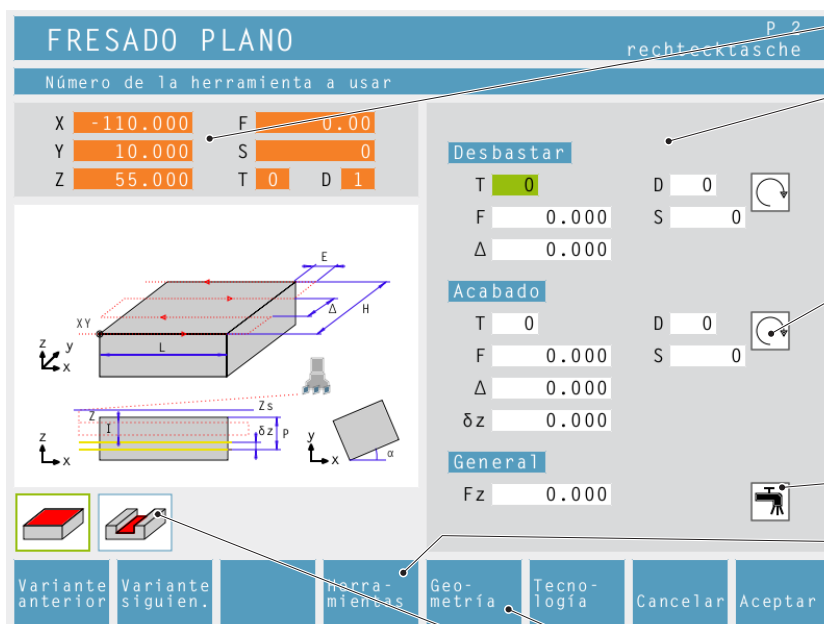 FRESADO PLANO
P 2
rechtecktasche
Número de la herramienta a usar
X -110.000 F 0.00
Y 10.000 S 0
Z 55.000 T 0 D 1
Desbastar
T 0 D 0
F 0.000 S 0
Δ 0.000
Acabado
T 0 D 0
F 0.000 S 0
Δ 0.000
δz 0.000
General
Fz 0.000
E
Δ H
XY
L
z y
x
Zs
Z
I δz P
z
x
y
x
α
Variante anterior
Variante siguien.
Herra-
mientas
Geo-
metría
Tecno-
logía
Cancelar
Aceptar